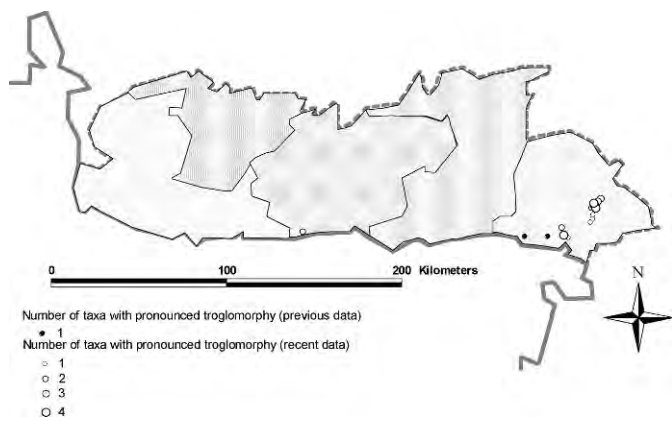 0 100 200 Kilometers
N
Number of taxa with pronounced troglomorphy (previous data)
1
Number of taxa with pronounced troglomorphy (recent data)
1
2
3
4